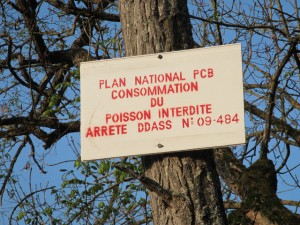 PLAN NATIONAL PCB
CONSOMMATION
DU
POISSON INTERDITE
ARRETE DDASS N° 09-484